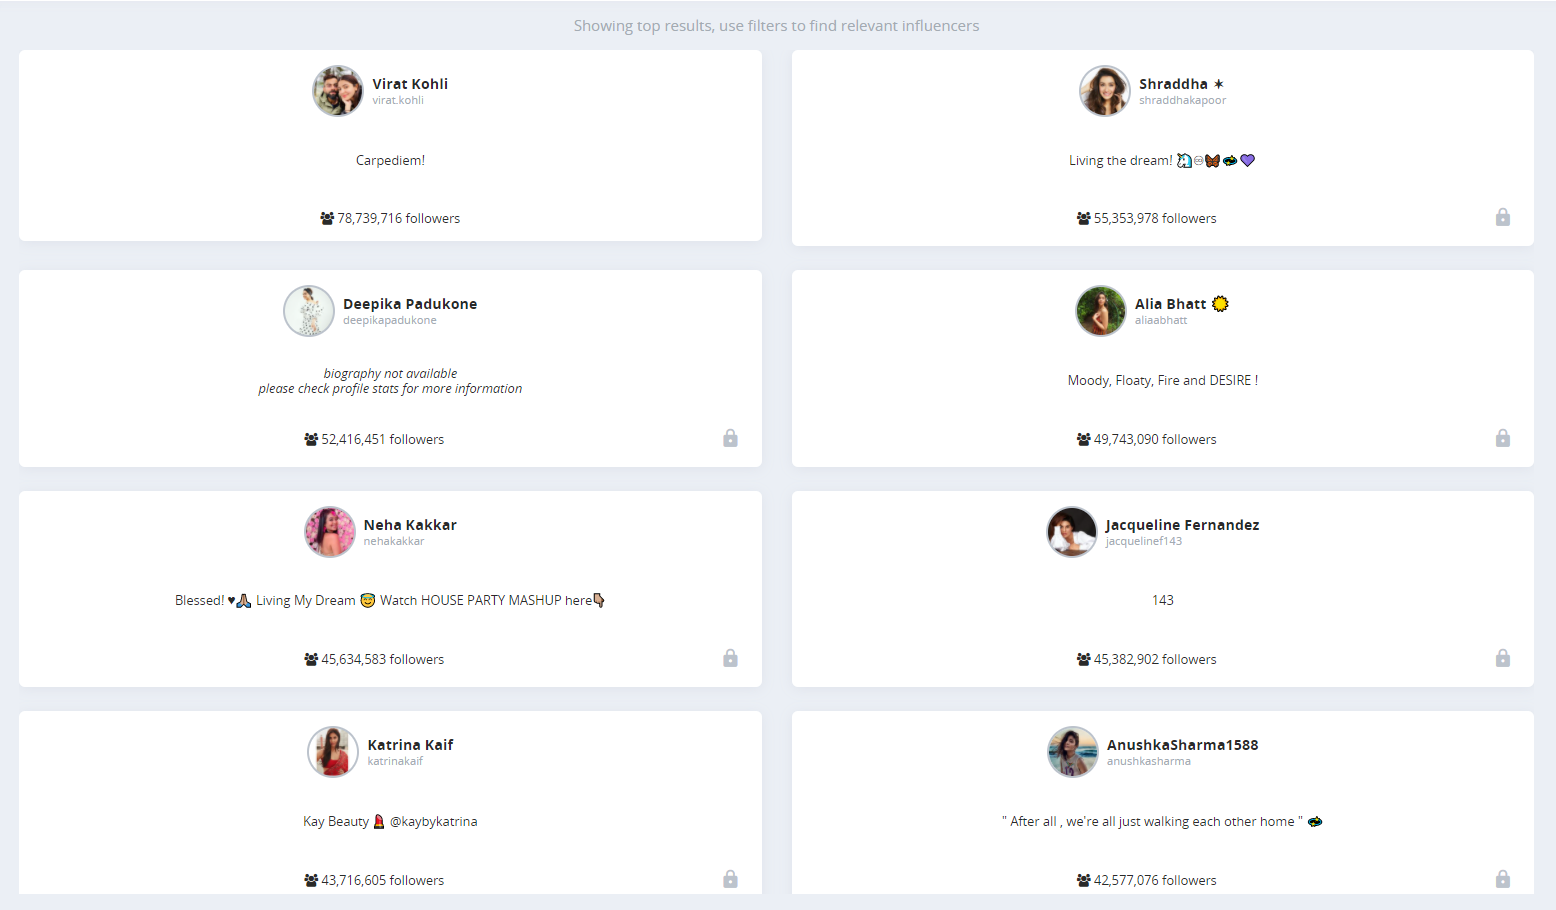 Showing top results, use filters to find relevant influencers
Virat Kohli
virat.kohli
Carpediem!
78,739,716 followers
Shraddha ✶
shraddhakapoor
Living the dream! 🦄♾🦋🧿💜
55,353,978 followers
Deepika Padukone
deepikapadukone
biography not available
please check profile stats for more information
52,416,451 followers
Alia Bhatt
aliaabhatt
Moody, Floaty, Fire and DESIRE !
49,743,090 followers
Neha Kakkar
nehakakkar
Blessed! ♥️🙏🏼 Living My Dream 😇 Watch HOUSE PARTY MASHUP here👇🏼
45,634,583 followers
Jacqueline Fernandez
jacquelinef143
143
45,382,902 followers
Katrina Kaif
katrinakaif
Kay Beauty 💄 @kaybykatrina
43,716,605 followers
AnushkaSharma1588
anushkasharma
" After all , we're all just walking each other home " 🧿
42,577,076 followers